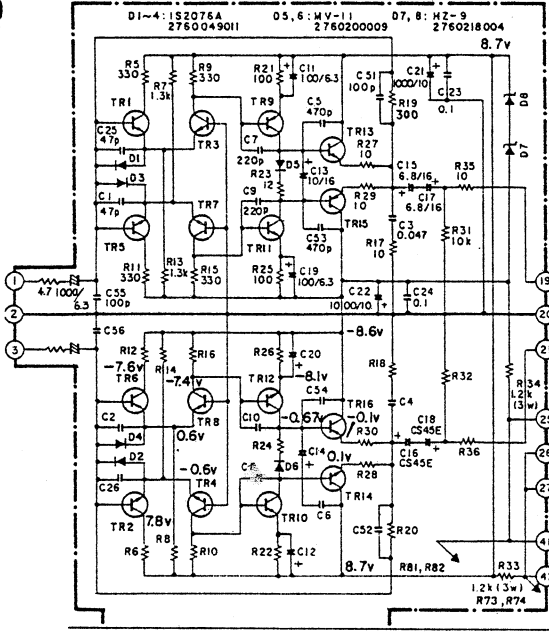 D1~4:1S2076A D5,6:MV-11 D7,8:HZ-9
2760049011 2760200009 2760218004
8.7v
R5 330
R7 1.3k
R9 330
R21 100
C11 100/6.3
C5 470p
C51 100p
R19 300
C21 1000/10
C23 0.1
D8
TR1
TR3
TR9
TR13
R27 10
D7
C25 47p
D1
D3
C7 220p
D5
R23 12
C13 10/16
C15 6.8/16
R35 10
C1 47p
TR7
C9 220p
R29 10
C17 6.8/16
TR5
TR11
TR15
C3 0.047
R31 10k
C53 470p
R17 10
R11 330
R13 1.3k
R15 330
R25 100
C19 100/6.3
1
4.7 1000/6.3
C55 100p
C22 1000/10
C24 0.1
19
2
20
C56
-8.6v
3
R12
R14
R16
R26
C20
R18
2
-7.6v
-7.4v
-8.1v
R32
R34 1.2k (3w)
TR6
TR8
TR12
C54
TR16
C4
C2
0.6v
C10
-0.67v
-0.1v
C18 CS45E
25
D4
R24
R30
D2
-0.6v
D6
C14
C16 CS45E
R36
26
C26
TR4
0.1v
R28
TR2
7.8v
TR10
C6
TR14
27
R6
R8
R10
R22
C12
C52
R20
41
8.7v
R81, R82
R33
1.2k (3w)
R73, R74